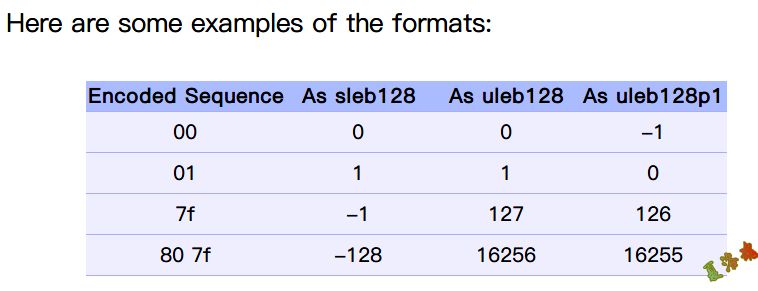 Here are some examples of the formats:
Encoded Sequence As sleb128 As uleb128 As uleb128p1
00 0 0 −1
01 1 1 0
7f −1 127 126
80 7f −128 16256 16255